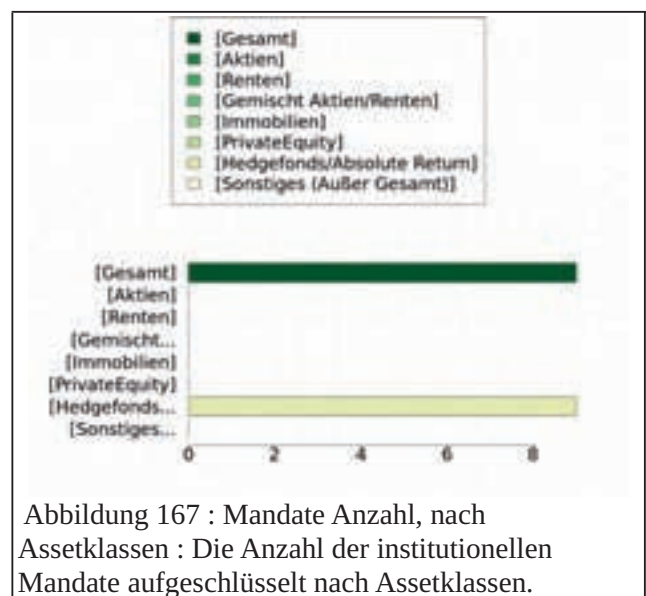 [Gesamt]
[Aktien]
[Renten]
[Gemischt Aktien/Renten]
[Immobilien]
[PrivateEquity]
[Hedgefonds/Absolute Return]
[Sonstiges (Außer Gesamt)]
[Gesamt]
[Aktien]
[Renten]
[Gemischt...
[Immobilien]
[PrivateEquity]
[Hedgefonds...
[Sonstiges...
0 2 4 6 8
Abbildung 167 : Mandate Anzahl, nach
Assetklassen : Die Anzahl der institutionellen
Mandate aufgeschlüsselt nach Assetklassen.